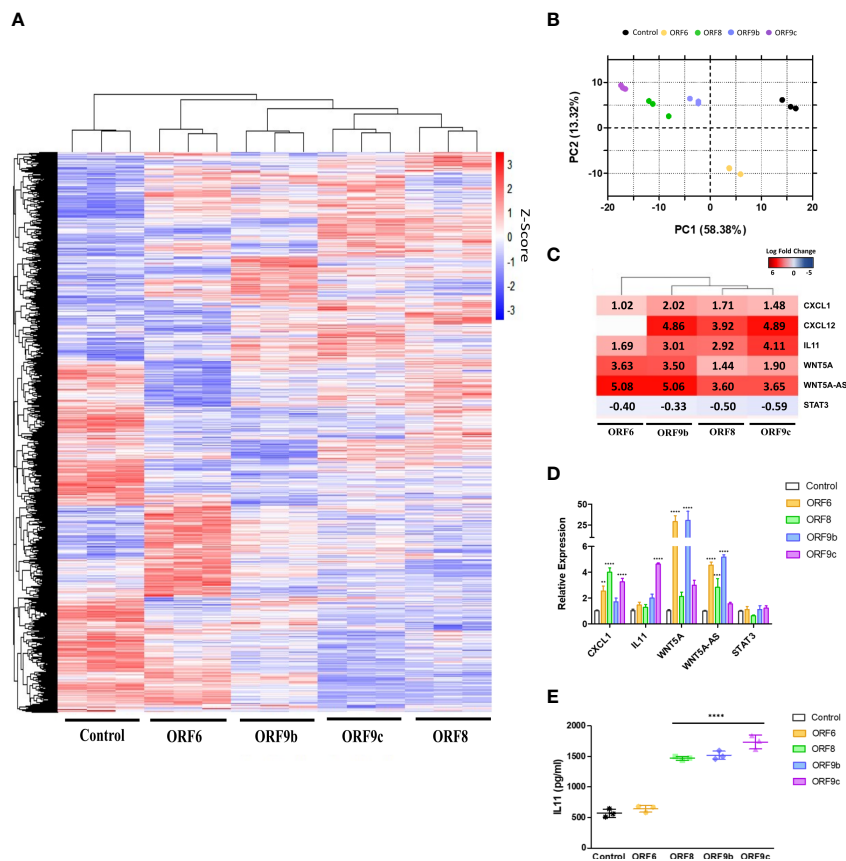 A
3
2
1
0
-1
-2
-3
Z-Score
Control
ORF6
ORF9b
ORF9c
ORF8
B
Control ORF6 ORF8 ORF9b ORF9c
PC2 (13.32%)
10
0
-10
-20 -10 0 10 20
PC1 (58.38%)
C
Log Fold Change
6 0 -5
1.02 2.02 1.71 1.48 CXCL1
4.86 3.92 4.89 CXCL12
1.69 3.01 2.92 4.11 IL11
3.63 3.50 1.44 1.90 WNT5A
5.08 5.06 3.60 3.65 WNT5A-AS
-0.40 -0.33 -0.50 -0.59 STAT3
ORF6 ORF9b ORF8 ORF9c
D
Relative Expression
50
25
6
4
2
0
** **** **** **** **** **** **** *** ****
CXCL1
IL11
WNT5A
WNT5A-AS
STAT3
Control
ORF6
ORF8
ORF9b
ORF9c
E
IL11 (pg/ml)
2000
1500
1000
500
0
****
Control ORF6 ORF8 ORF9b ORF9c
Control
ORF6
ORF8
ORF9b
ORF9c